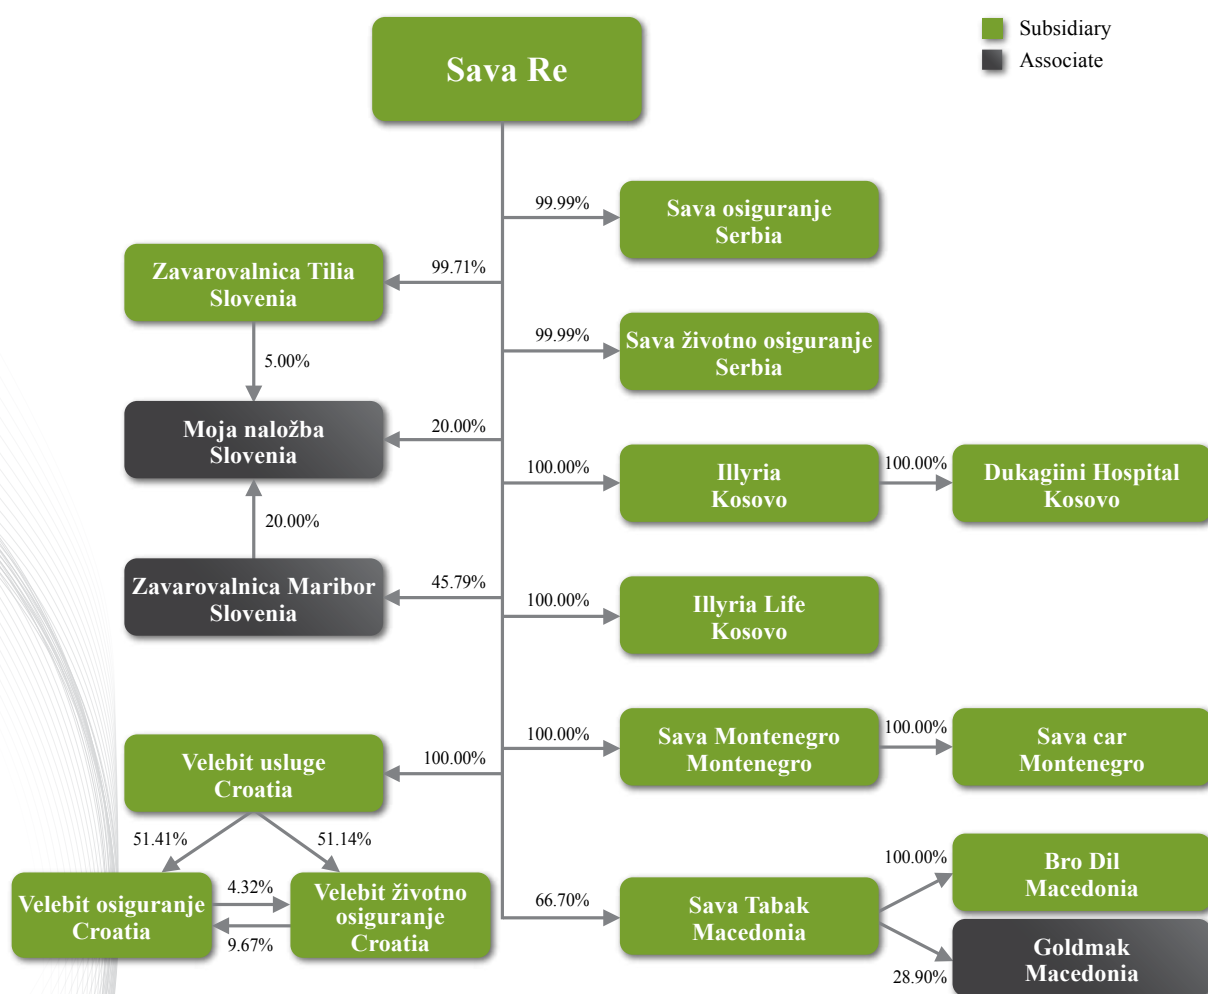 Sava Re
Subsidiary
Associate
99.99%
Sava osiguranje
Serbia
Zavarovalnica Tilia
Slovenia
99.71%
99.99%
Sava životno osiguranje
Serbia
5.00%
Moja naložba
Slovenia
20.00%
100.00%
Illyria
Kosovo
100.00%
Dukagiini Hospital
Kosovo
20.00%
Zavarovalnica Maribor
Slovenia
45.79%
100.00%
Illyria Life
Kosovo
100.00%
Sava Montenegro
Montenegro
100.00%
Sava car
Montenegro
Velebit usluge
Croatia
100.00%
51.41%
51.14%
Velebit osiguranje
Croatia
4.32%
9.67%
Velebit životno
osiguranje
Croatia
66.70%
Sava Tabak
Macedonia
100.00%
Bro Dil
Macedonia
28.90%
Goldmak
Macedonia